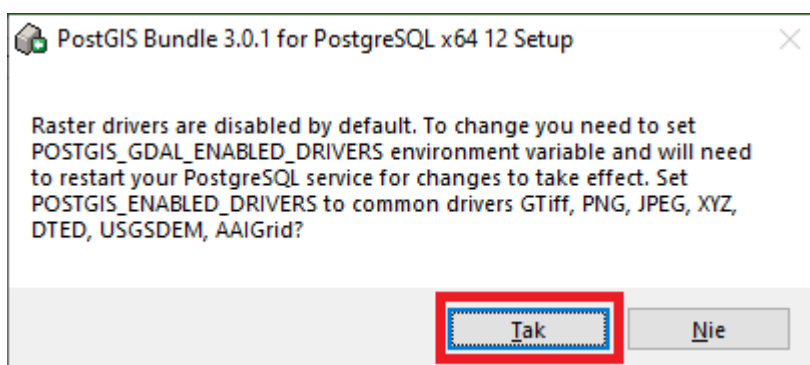 PostGIS Bundle 3.0.1 for PostgreSQL x64 12 Setup
Raster drivers are disabled by default. To change you need to set
POSTGIS_GDAL_ENABLED_DRIVERS environment variable and will need
to restart your PostgreSQL service for changes to take effect. Set
POSTGIS_ENABLED_DRIVERS to common drivers GTiff, PNG, JPEG, XYZ,
DTED, USGSDEM, AAIGrid?
Tak
Nie